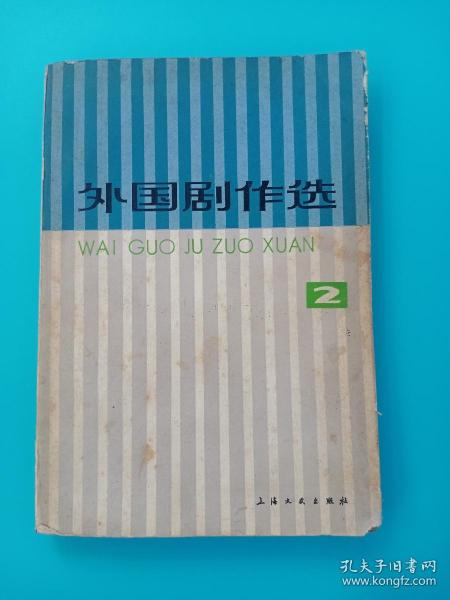 外国剧作选
WAI GUO JU ZUO XUAN
2
上海文艺出版社
孔夫子旧书网
www.kongfz.com